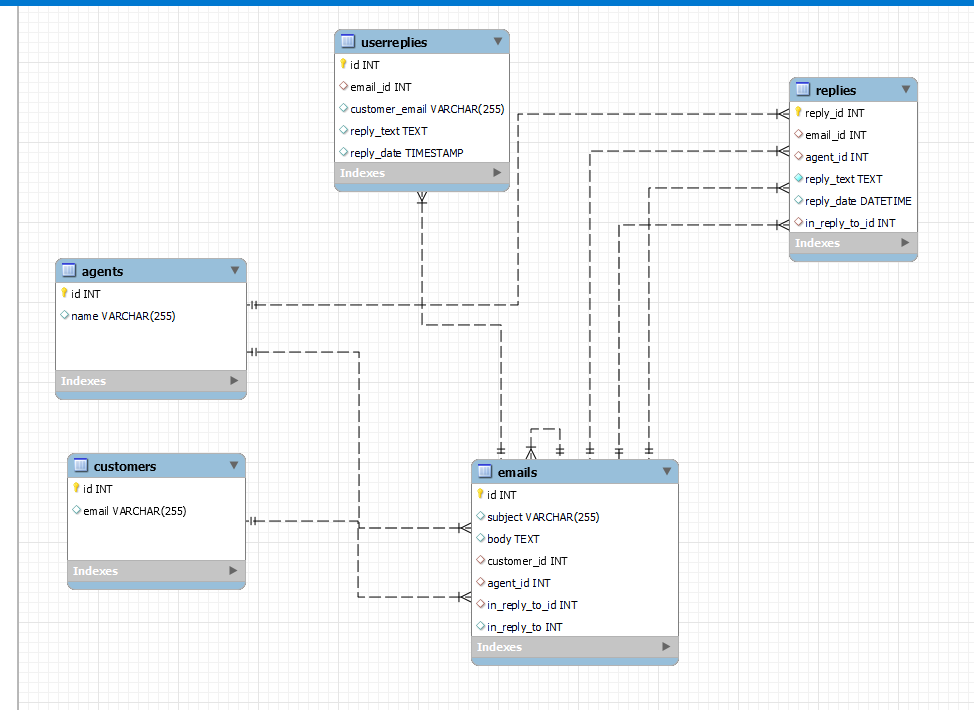 userreplies
id INT
email_id INT
customer_email VARCHAR(255)
reply_text TEXT
reply_date TIMESTAMP
Indexes
replies
reply_id INT
email_id INT
agent_id INT
reply_text TEXT
reply_date DATETIME
in_reply_to_id INT
Indexes
agents
id INT
name VARCHAR(255)
Indexes
customers
id INT
email VARCHAR(255)
Indexes
emails
id INT
subject VARCHAR(255)
body TEXT
customer_id INT
agent_id INT
in_reply_to_id INT
in_reply_to INT
Indexes